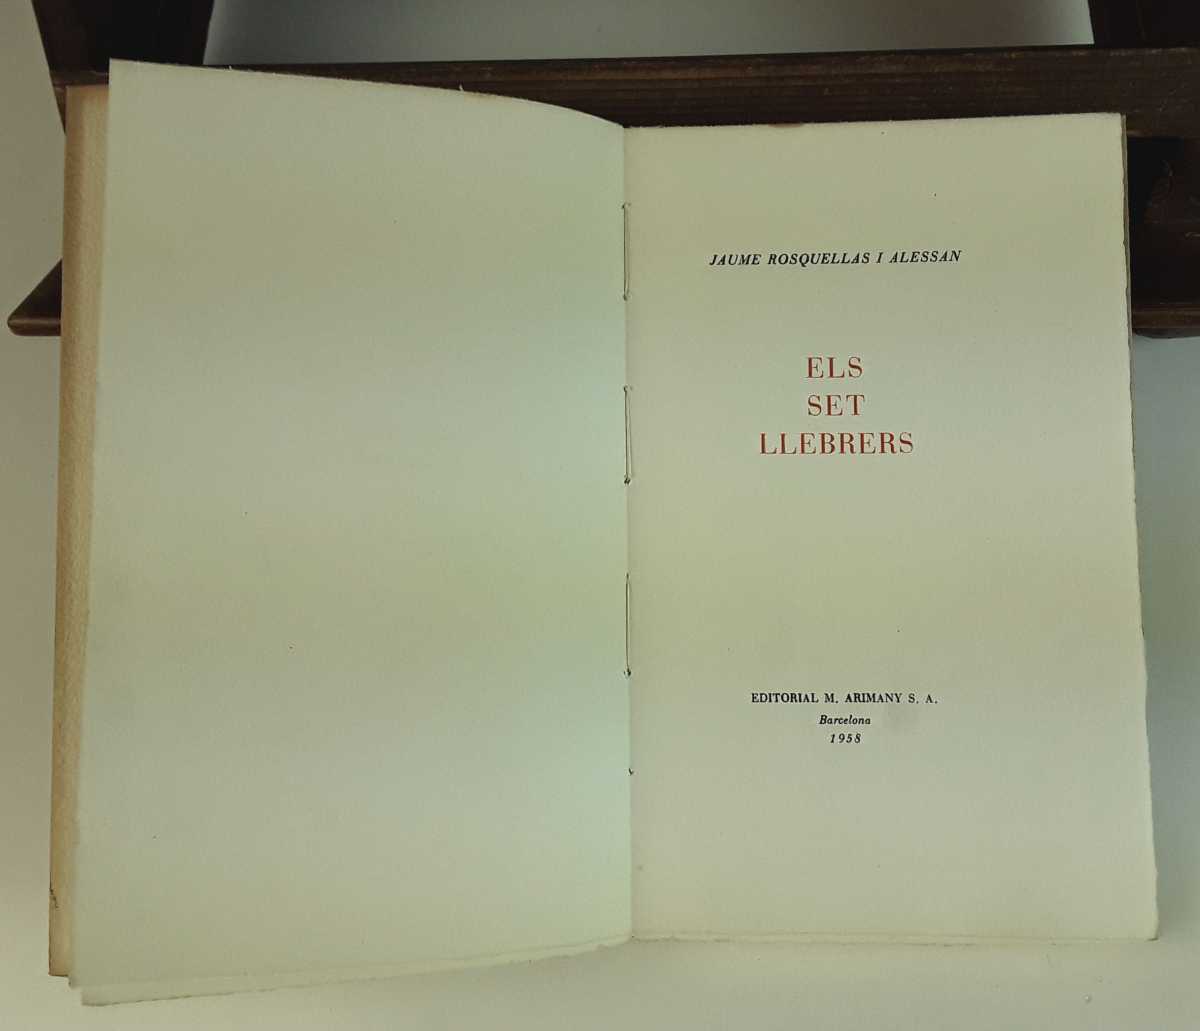 JAUME ROSQUELLAS I ALESSAN
ELS
SET
LLEBRERS
EDITORIAL M. ARIMANY S. A.
Barcelona
1958